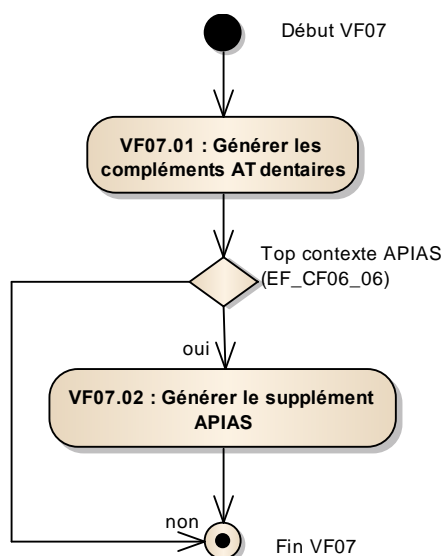 Début VF07
VF07.01 : Générer les
compléments AT dentaires
Top contexte APIAS
(EF_CF06_06)
oui
VF07.02 : Générer le supplément
APIAS
non
Fin VF07